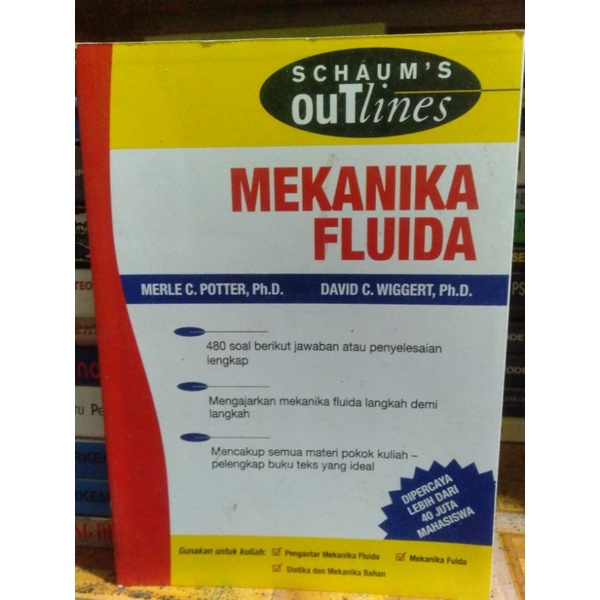 SCHAUM'S
ouTlines
MEKANIKA
FLUIDA
MERLE C. POTTER, Ph.D. DAVID C. WIGGERT, Ph.D.
480 soal berikut jawaban atau penyelesaian
lengkap
Mengajarkan mekanika fluida langkah demi
langkah
Mencakup semua materi pokok kuliah –
pelengkap buku teks yang ideal
DIPERCAYA
LEBIH DARI
40 JUTA
MAHASISWA
Gunakan untuk kuliah: Pengantar Mekanika Fluida Mekanika Fuida
Statika dan Mekanika Bahan